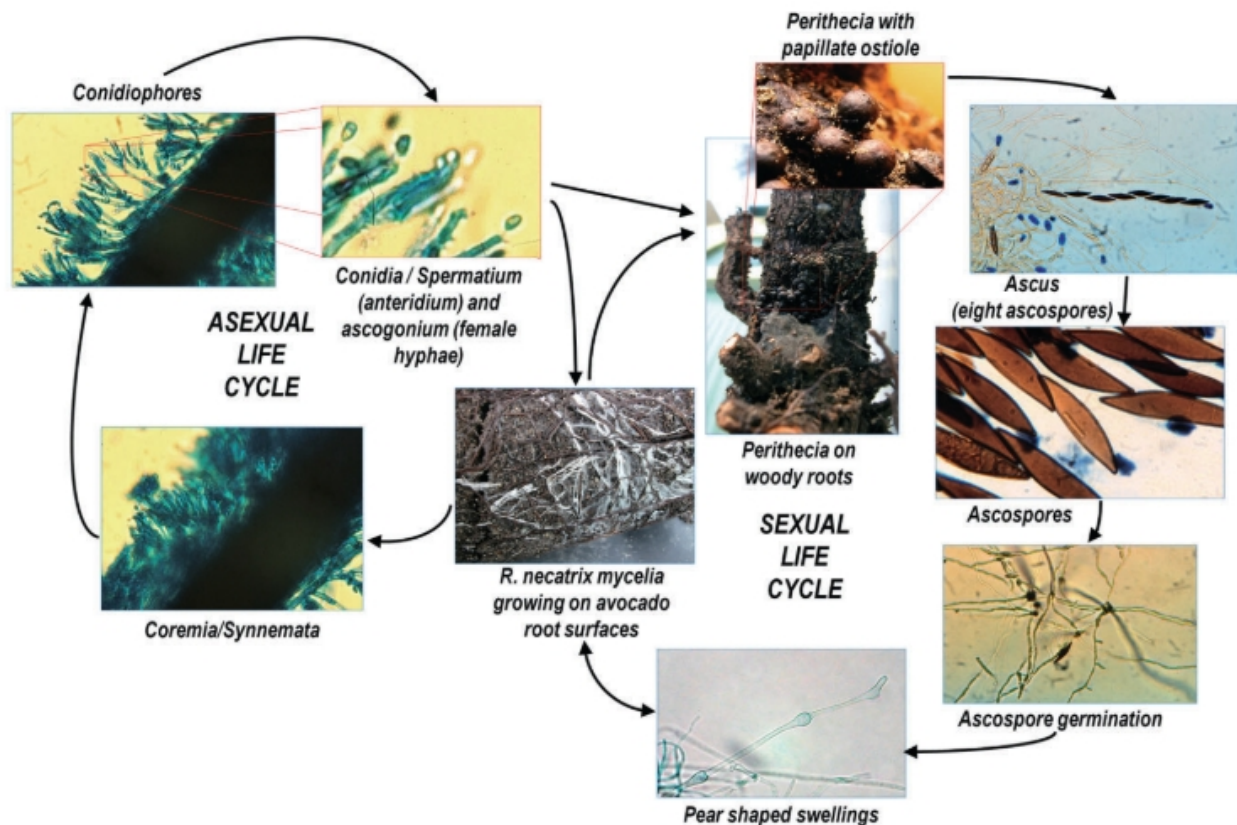 Conidiophores
Conidia / Spermatium
(anteridium) and
ascogonium (female
hyphae)
ASEXUAL
LIFE
CYCLE
Coremia/Synnemata
R. necatrix mycelia
growing on avocado
root surfaces
Perithecia with
papillate ostiole
Perithecia on
woody roots
SEXUAL
LIFE
CYCLE
Ascus
(eight ascospores)
Ascospores
Ascospore germination
Pear shaped swellings